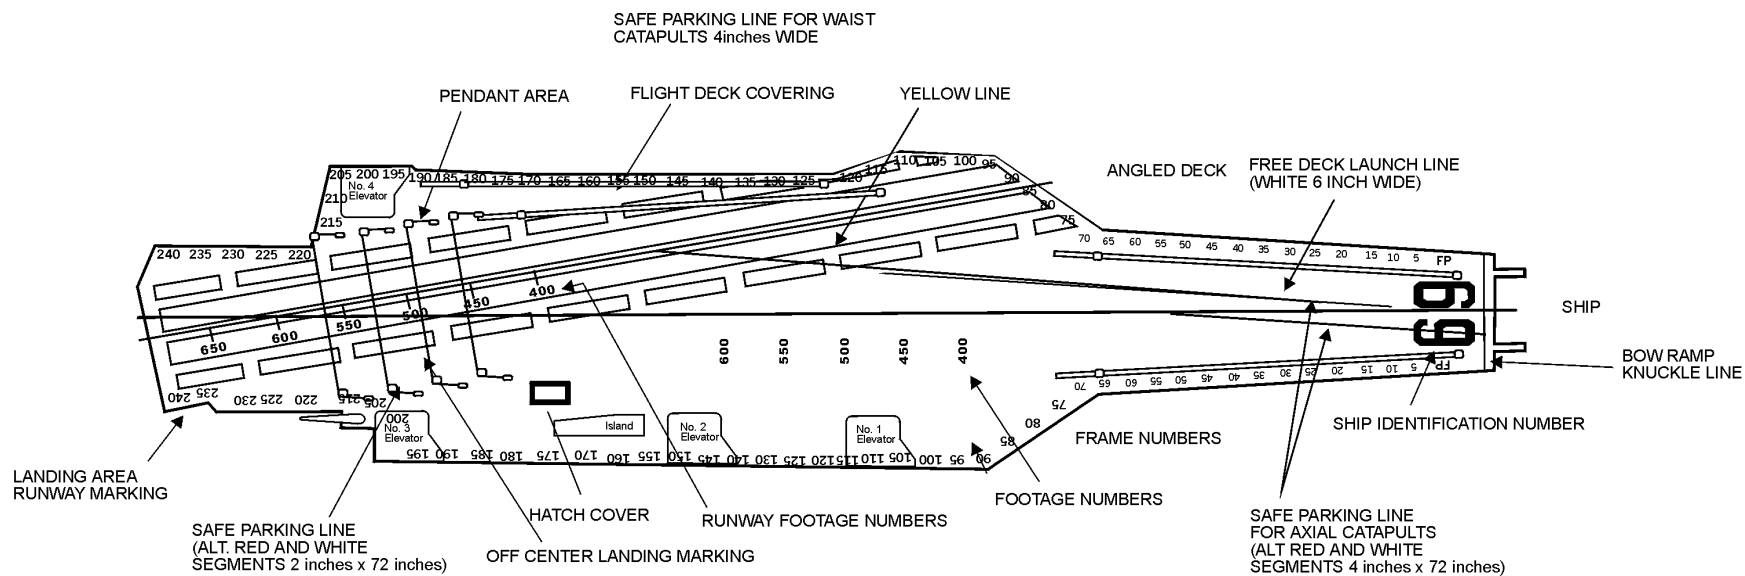 SAFE PARKING LINE FOR WAIST
CATAPULTS 4inches WIDE
PENDANT AREA
FLIGHT DECK COVERING
YELLOW LINE
ANGLED DECK
FREE DECK LAUNCH LINE
(WHITE 6 INCH WIDE)
205 200 195 190 185 180 175 170 165 160 155 150 145 140 135 130 125 120 115 110 105 100 95
90
85
80
75
No. 4
Elevator
210
215
240 235 230 225 220
70 65 60 55 50 45 40 35 30 25 20 15 10 5 FP
650 600 550 500 450 400
600 550 500 450 400
69
SHIP
BOW RAMP
KNUCKLE LINE
70 65 60 55 50 45 40 35 30 25 20 15 10 5 FP
75
80
85
240 235 230 225 220 215 205
200
No. 3
Elevator
Island
No. 2
Elevator
No. 1
Elevator
195 190 185 180 175 170 160 155 150 145 140 130 125 120 115 110 105 100 95 90
FRAME NUMBERS
SHIP IDENTIFICATION NUMBER
LANDING AREA
RUNWAY MARKING
FOOTAGE NUMBERS
HATCH COVER
RUNWAY FOOTAGE NUMBERS
SAFE PARKING LINE
(ALT. RED AND WHITE
SEGMENTS 2 inches x 72 inches)
OFF CENTER LANDING MARKING
SAFE PARKING LINE
FOR AXIAL CATAPULTS
(ALT RED AND WHITE
SEGMENTS 4 inches x 72 inches)